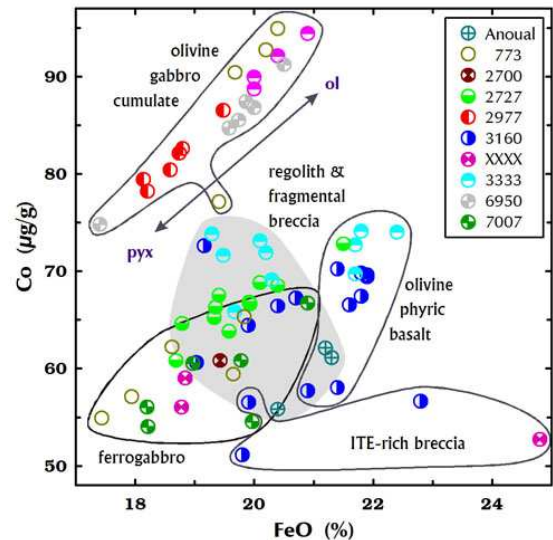 olivine
gabbro
cumulate
ol
pyx
regolith &
fragmental
breccia
olivine
phyric
basalt
ferrogabbro
ITE-rich breccia
Anoual
773
2700
2727
2977
3160
XXXX
3333
6950
7007
Co (µg/g)
90
80
70
60
50
18
20
22
24
FeO (%)